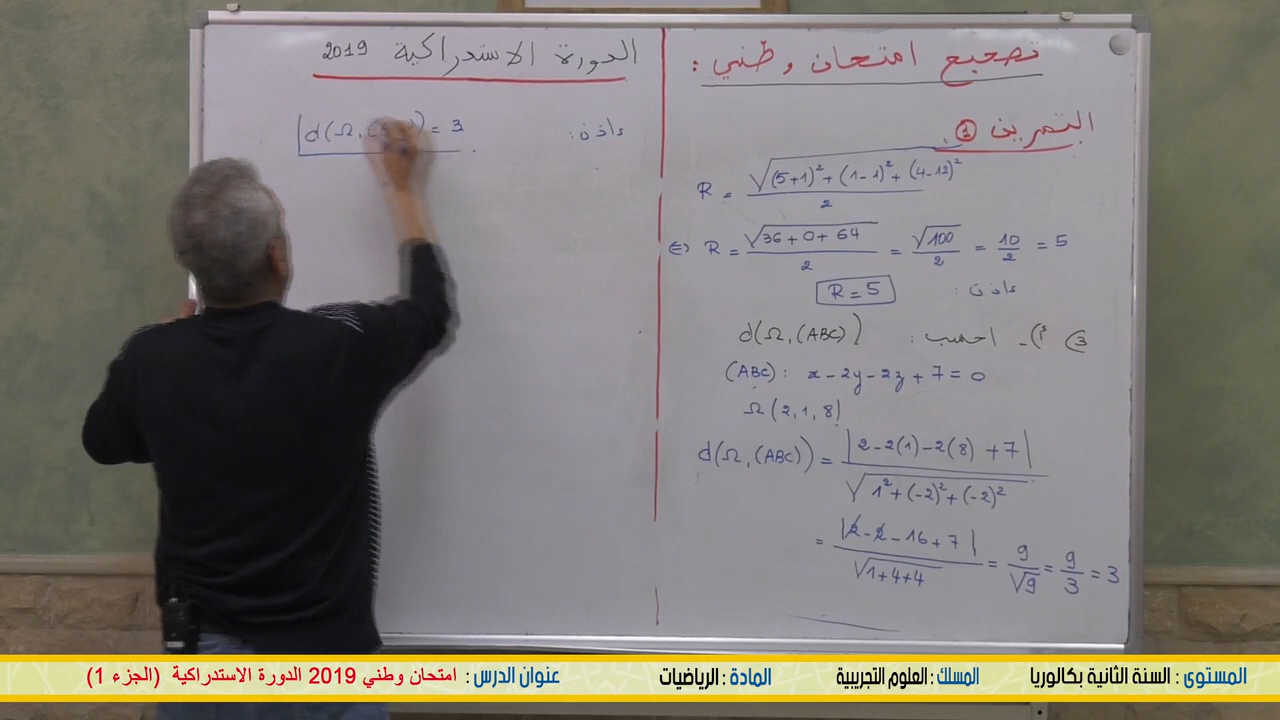 تصحيح امتحان وطني :
التمرين ①
R = √((5+1)² + (1-1)² + (4-12)²) / 2
⇔ R = √(36+0+64) / 2 = √100 / 2 = 10/2 = 5
اذن : R = 5
3) أ)_ احسب : d(Ω,(ABC))
(ABC) : x - 2y - 2z + 7 = 0
Ω(2,1,8)
d(Ω,(ABC)) = |2-2(1)-2(8)+7| / √(1²+(-2)²+(-2)²)
= |2-2-16+7| / √(1+4+4) = 9/√9 = 9/3 = 3
الدورة الاستدراكية 2019
اذن : d(Ω, ( ) = 3
المستوى : السنة الثانية بكالوريا المسلك : العلوم التجريبية المادة : الرياضيات عنوان الدرس : امتحان وطني 2019 الدورة الاستدراكية (الجزء 1)